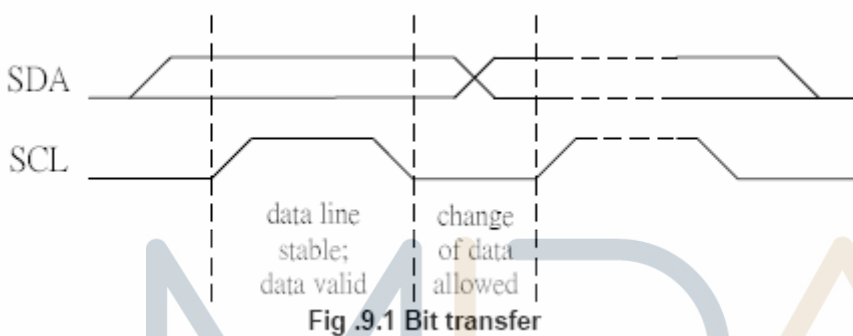 SDA
SCL
data line
stable;
data valid
change
of data
allowed
Fig .9.1 Bit transfer